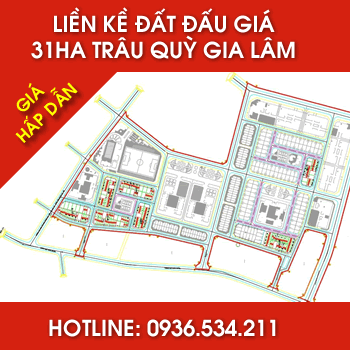 LIỀN KỀ ĐẤT ĐẤU GIÁ
31HA TRÂU QUỲ GIA LÂM
GIÁ
HẤP DẪN
HOTLINE: 0936.534.211